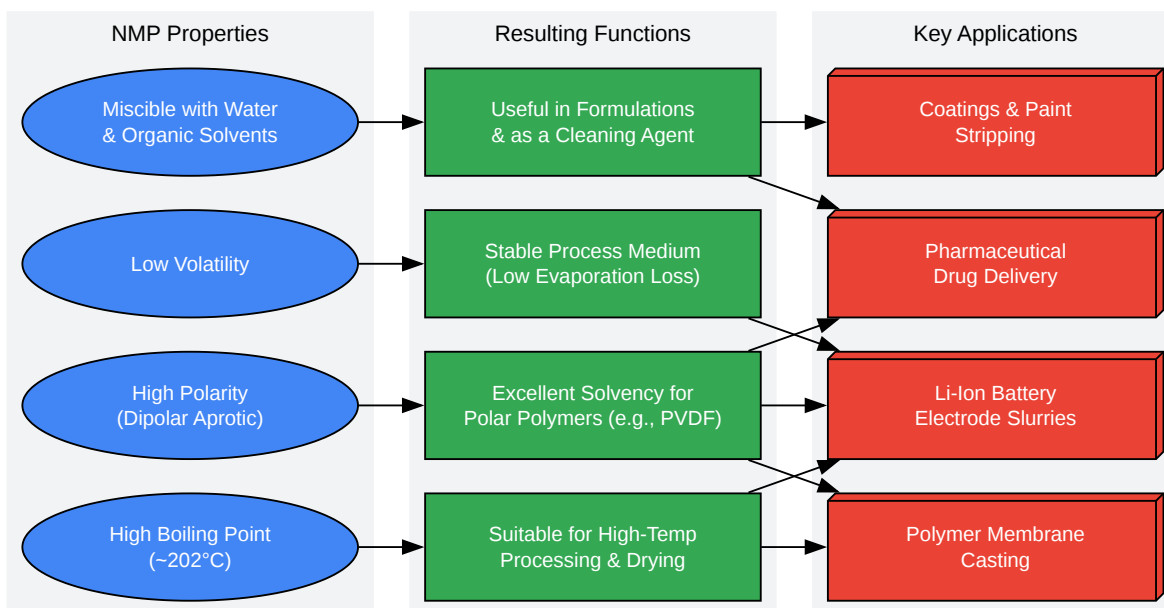 NMP Properties
Resulting Functions
Key Applications
Miscible with Water
& Organic Solvents
Useful in Formulations
& as a Cleaning Agent
Coatings & Paint
Stripping
Low Volatility
Stable Process Medium
(Low Evaporation Loss)
Pharmaceutical
Drug Delivery
High Polarity
(Dipolar Aprotic)
Excellent Solvency for
Polar Polymers (e.g., PVDF)
Li-Ion Battery
Electrode Slurries
High Boiling Point
(~202°C)
Suitable for High-Temp
Processing & Drying
Polymer Membrane
Casting